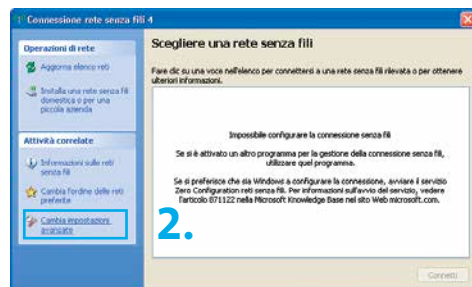 Connessione rete senza fili 4
Operazioni di rete
Aggiorna elenco reti
Installa una rete senza fili
domestica o per una
piccola azienda
Attività correlate
Informazioni sulle reti
senza fili
Cambia l'ordine delle reti
preferite
Cambia impostazioni
avanzate
2.
Scegliere una rete senza fili
Fare clic su una voce nell'elenco per connettersi a una rete senza fili rilevata o per ottenere
ulteriori informazioni.
Impossibile configurare la connessione senza fili
Se si è attivato un altro programma per la gestione della connessione senza fili,
utilizzare quel programma.
Se si preferisce che sia Windows a configurare la connessione, avviare il servizio
Zero Configuration reti senza fili. Per informazioni sull'avvio del servizio, vedere
l'articolo 871122 nella Microsoft Knowledge Base nel sito Web microsoft.com.
Connetti